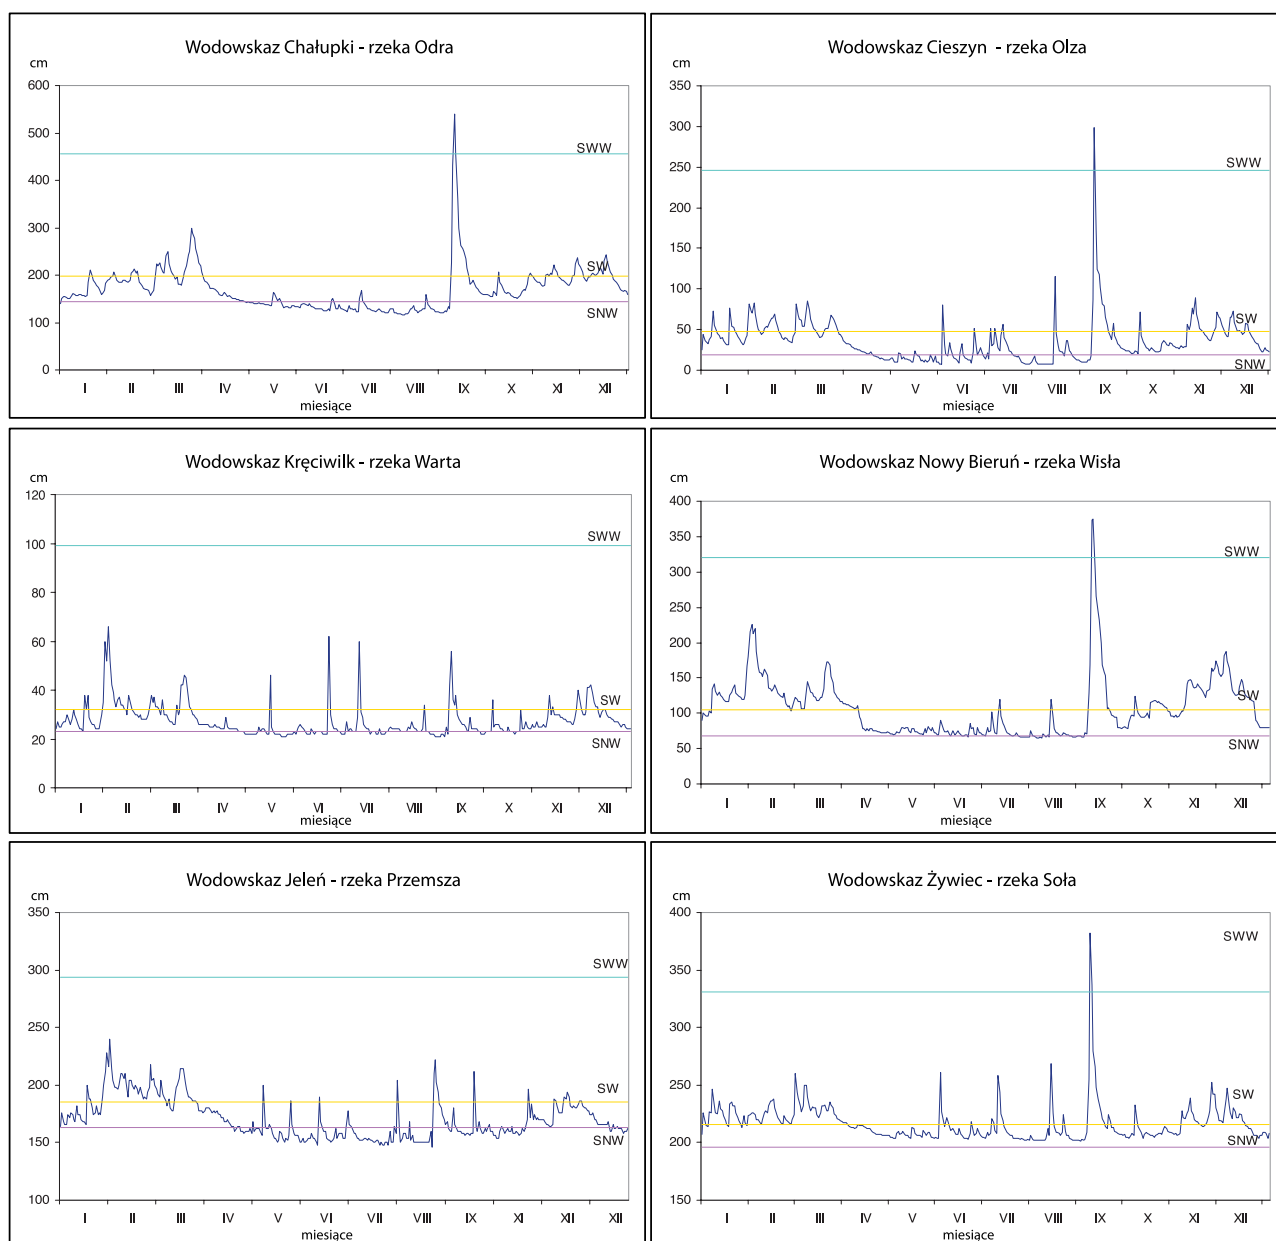 Wodowskaz Chałupki - rzeka Odra
cm
600
500
400
300
200
100
0
SWW
SW
SNW
I II III IV V VI VII VIII IX X XI XII
miesiące
Wodowskaz Cieszyn - rzeka Olza
cm
350
300
250
200
150
100
50
0
SWW
SW
SNW
I II III IV V VI VII VIII IX X XI XII
miesiące
Wodowskaz Kręciwilk - rzeka Warta
cm
120
100
80
60
40
20
0
SWW
SW
SNW
I II III IV V VI VII VIII IX X XI XII
miesiące
Wodowskaz Nowy Bieruń - rzeka Wisła
cm
400
350
300
250
200
150
100
50
0
SWW
SW
SNW
I II III IV V VI VII VIII IX X XI XII
miesiące
Wodowskaz Jeleń - rzeka Przemsza
cm
350
300
250
200
150
100
SWW
SW
SNW
I II III IV V VI VII VIII IX X XII XII
miesiące
Wodowskaz Żywiec - rzeka Soła
cm
400
350
300
250
200
150
SWW
SW
SNW
I II III IV V VI VII VIII IX X XI XII
miesiące